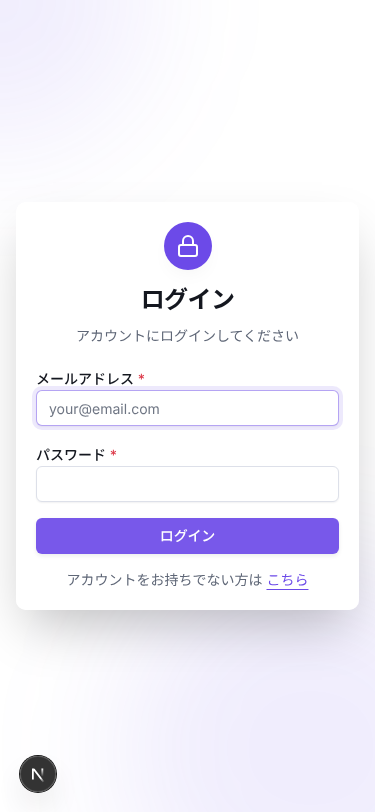 ログイン
アカウントにログインしてください
メールアドレス *
your@email.com
パスワード *
ログイン
アカウントをお持ちでない方は こちら
N